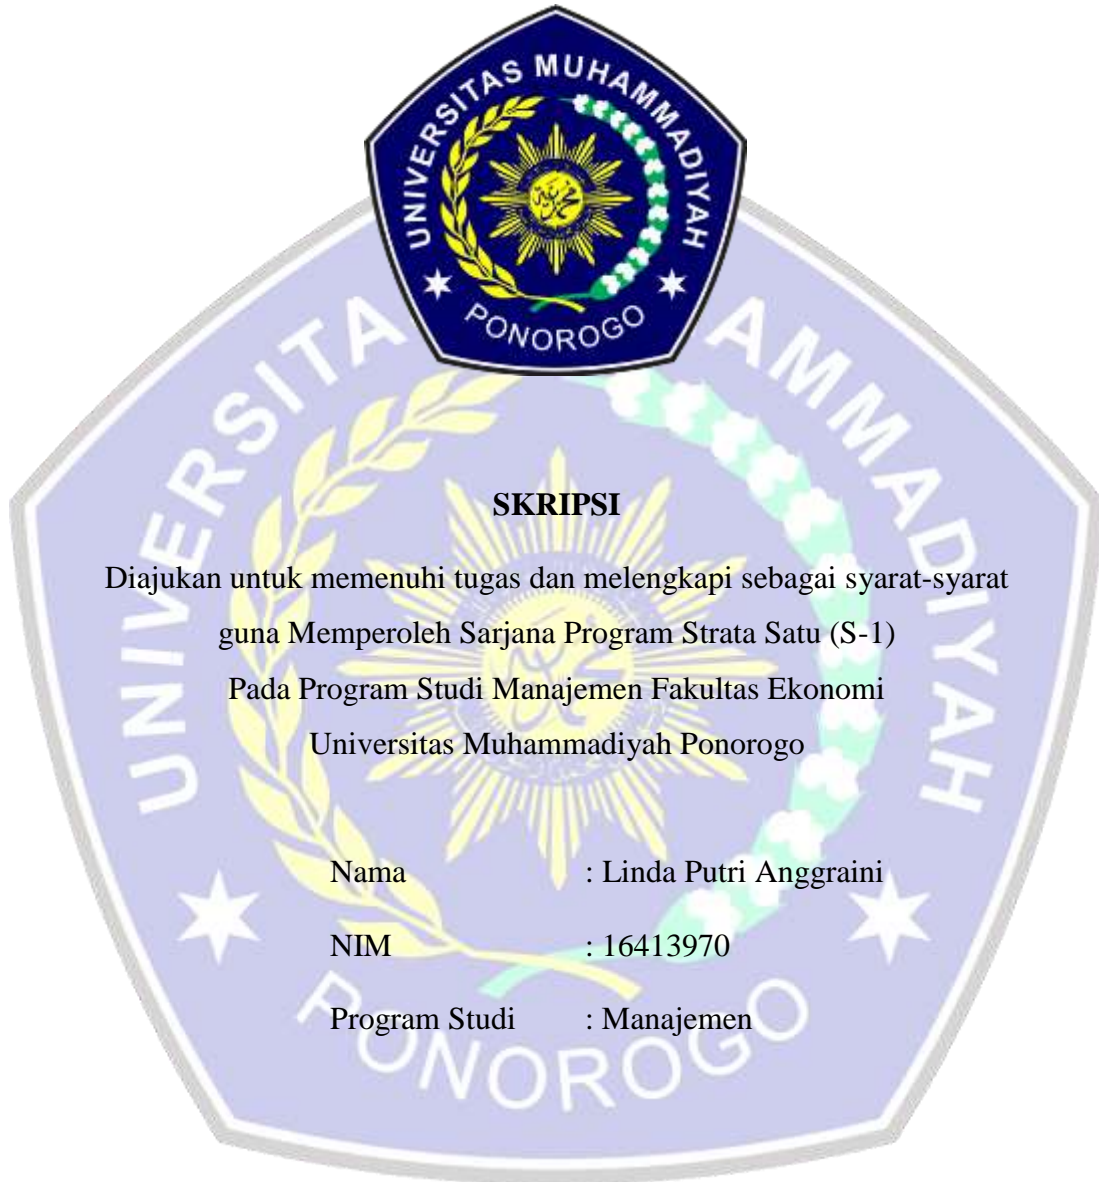 UNIVERSITAS MUHAMMADIYAH
PONOROGO
SKRIPSI
Diajukan untuk memenuhi tugas dan melengkapi sebagai syarat-syarat
guna Memperoleh Sarjana Program Strata Satu (S-1)
Pada Program Studi Manajemen Fakultas Ekonomi
Universitas Muhammadiyah Ponorogo
Nama : Linda Putri Anggraini
NIM : 16413970
Program Studi : Manajemen